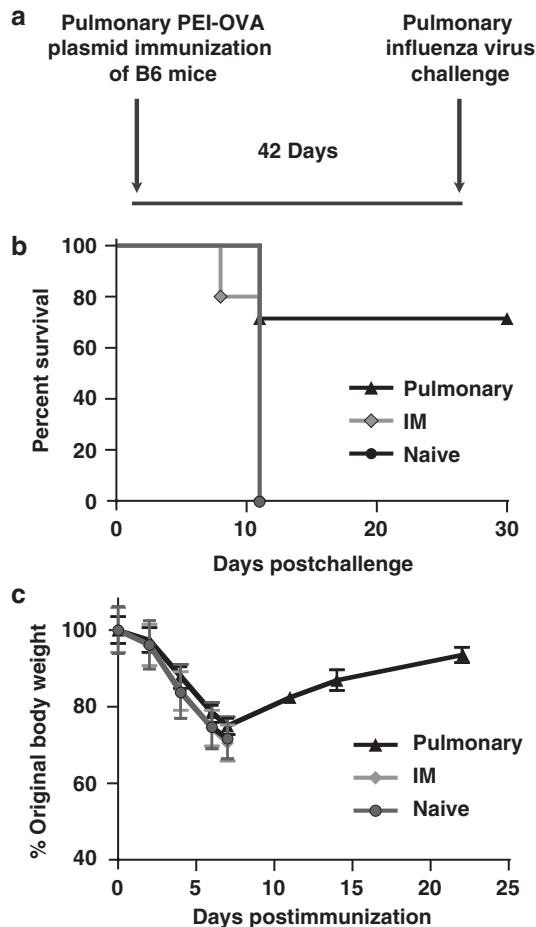 a
Pulmonary PEI-OVA
plasmid immunization
of B6 mice
Pulmonary
influenza virus
challenge
42 Days
b
Percent survival
100
80
60
40
20
0
Pulmonary
IM
Naive
0 10 20 30
Days postchallenge
c
% Original body weight
100
80
60
40
Pulmonary
IM
Naive
0 5 10 15 20 25
Days postimmunization